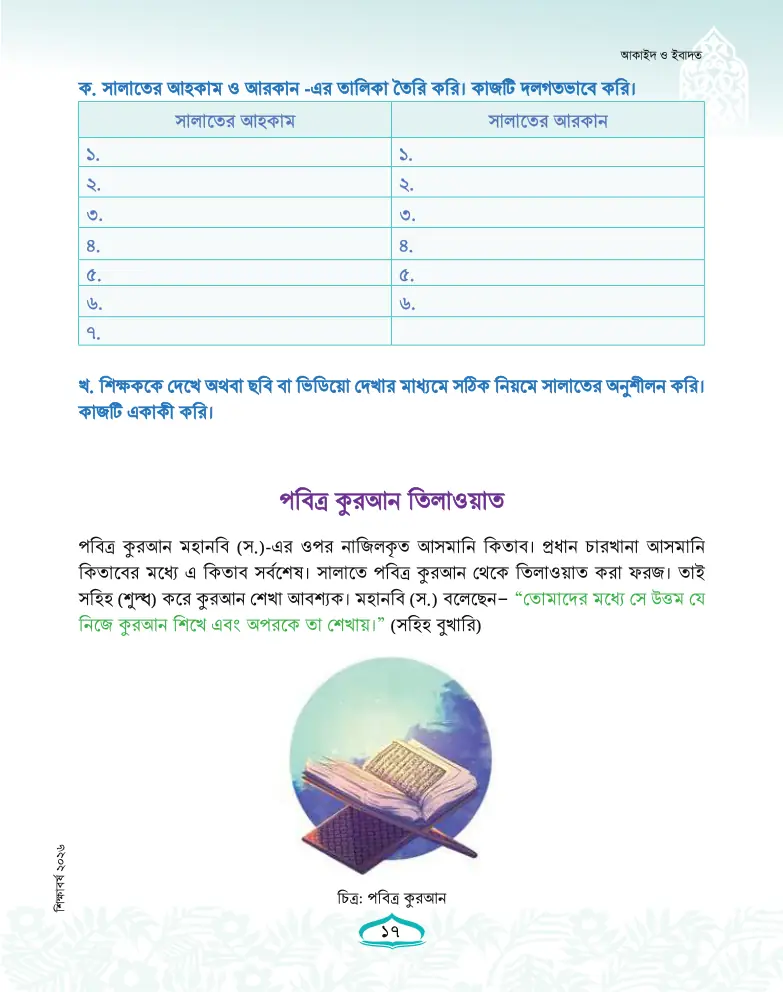 আকাইদ ও ইবাদত
ক. সালাতের আহকাম ও আরকান -এর তালিকা তৈরি করি। কাজটি দলগতভাবে করি।
সালাতের আহকাম সালাতের আরকান
১. ১.
২. ২.
৩. ৩.
৪. ৪.
৫. ৫.
৬. ৬.
৭.
খ. শিক্ষককে দেখে অথবা ছবি বা ভিডিয়ো দেখার মাধ্যমে সঠিক নিয়মে সালাতের অনুশীলন করি।
কাজটি একাকী করি।
পবিত্র কুরআন তিলাওয়াত
পবিত্র কুরআন মহানবি (স.)-এর ওপর নাজিলকৃত আসমানি কিতাব। প্রধান চারখানা আসমানি
কিতাবের মধ্যে এ কিতাব সর্বশেষ। সালাতে পবিত্র কুরআন থেকে তিলাওয়াত করা ফরজ। তাই
সহিহ (শুদ্ধ) করে কুরআন শেখা আবশ্যক। মহানবি (স.) বলেছেন– “তোমাদের মধ্যে সে উত্তম যে
নিজে কুরআন শিখে এবং অপরকে তা শেখায়।” (সহিহ বুখারি)
চিত্র: পবিত্র কুরআন
শিক্ষাবর্ষ ২০২৬
১৭